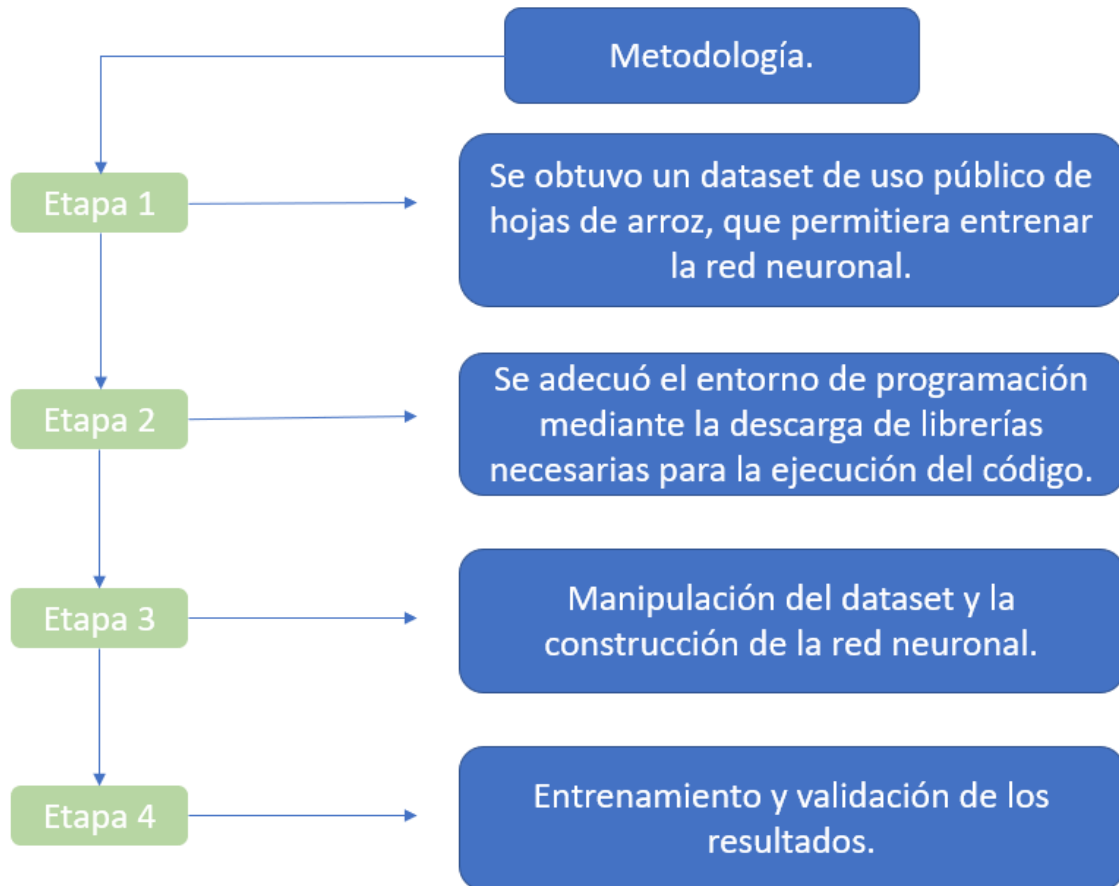 Metodología.
Etapa 1
Se obtuvo un dataset de uso público de
hojas de arroz, que permitiera entrenar
la red neuronal.
Etapa 2
Se adecuó el entorno de programación
mediante la descarga de librerías
necesarias para la ejecución del código.
Etapa 3
Manipulación del dataset y la
construcción de la red neuronal.
Etapa 4
Entrenamiento y validación de los
resultados.